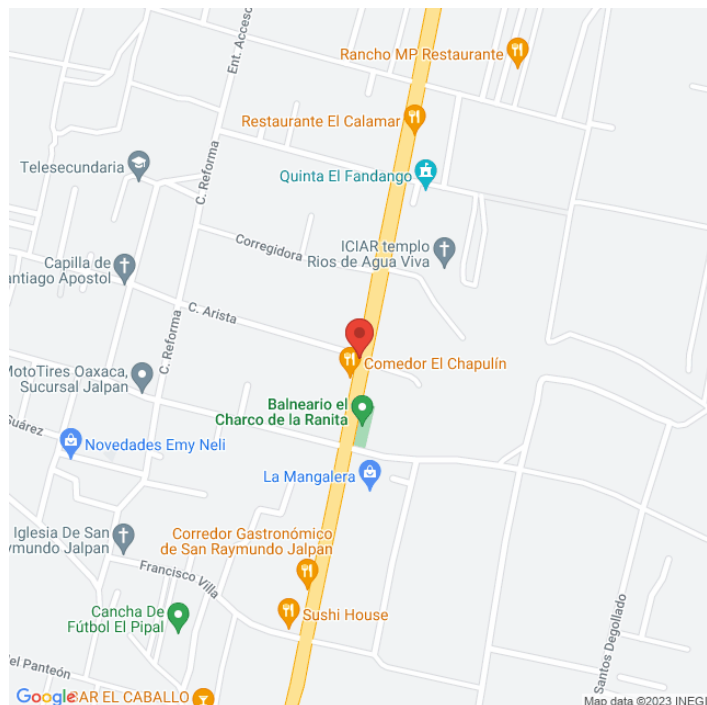 Ent. Acceso
Rancho MP Restaurante
Restaurante El Calamar
Telesecundaria
Quinta El Fandango
C. Reforma
Corregidora
ICIAR templo
Rios de Agua Viva
Capilla de
antiago Apostol
C. Arista
C. Reforma
Comedor El Chapulín
MotoTires Oaxaca,
Sucursal Jalpan
Balneario el
Charco de la Ranita
Suárez
Novedades Emy Neli
La Mangalera
Iglesia De San
ymundo Jalpan
Corredor Gastronómico
de San Raymundo Jalpan
Francisco Villa
Cancha De
Fútbol El Pipal
Sushi House
Santos Degollado
del Panteón
Google
BAR EL CABALLO
Map data ©2023 INEGI